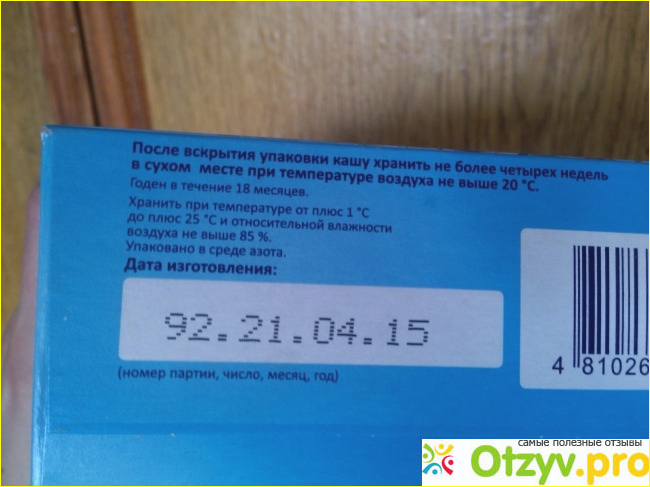 После вскрытия упаковки кашу хранить не более четырех недель
в сухом месте при температуре воздуха не выше 20 °С.
Годен в течение 18 месяцев.
Хранить при температуре от плюс 1 °С
до плюс 25 °С и относительной влажности
воздуха не выше 85 %.
Упаковано в среде азота.
Дата изготовления:
92.21.04.15
(номер партии, число, месяц, год)
4 81026
самые полезные отзывы
Otzyv.pro